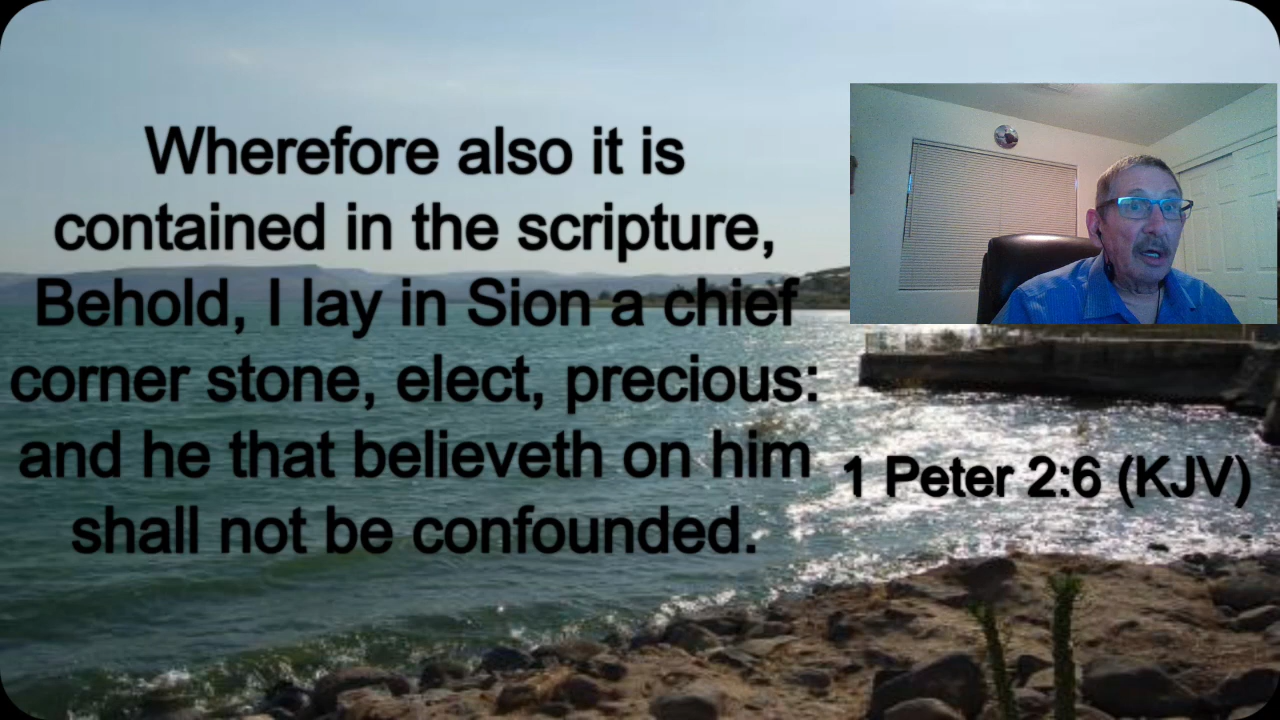 Wherefore also it is
contained in the scripture,
Behold, I lay in Sion a chief
corner stone, elect, precious:
and he that believeth on him
shall not be confounded.
1 Peter 2:6 (KJV)